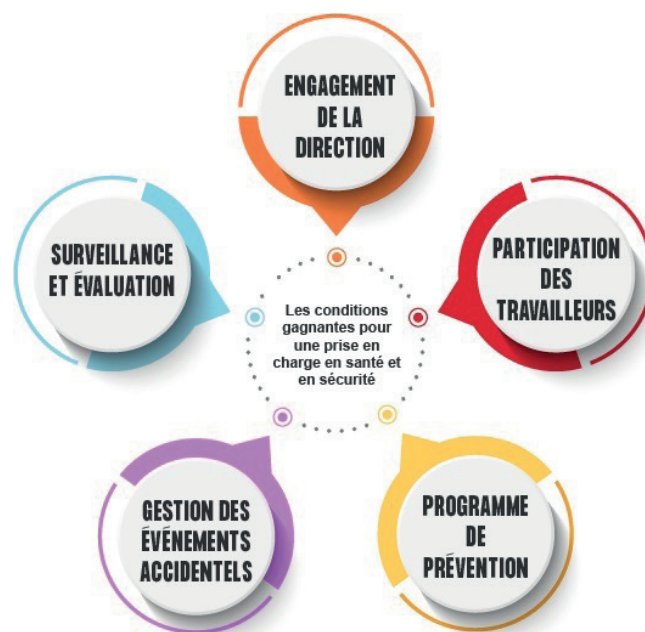 ENGAGEMENT
DE LA
DIRECTION
PARTICIPATION
DES
TRAVAILLEURS
PROGRAMME
DE
PRÉVENTION
GESTION DES
ÉVÉNEMENTS
ACCIDENTELS
SURVEILLANCE
ET ÉVALUATION
Les conditions
gagnantes pour
une prise en
charge en santé et
en sécurité